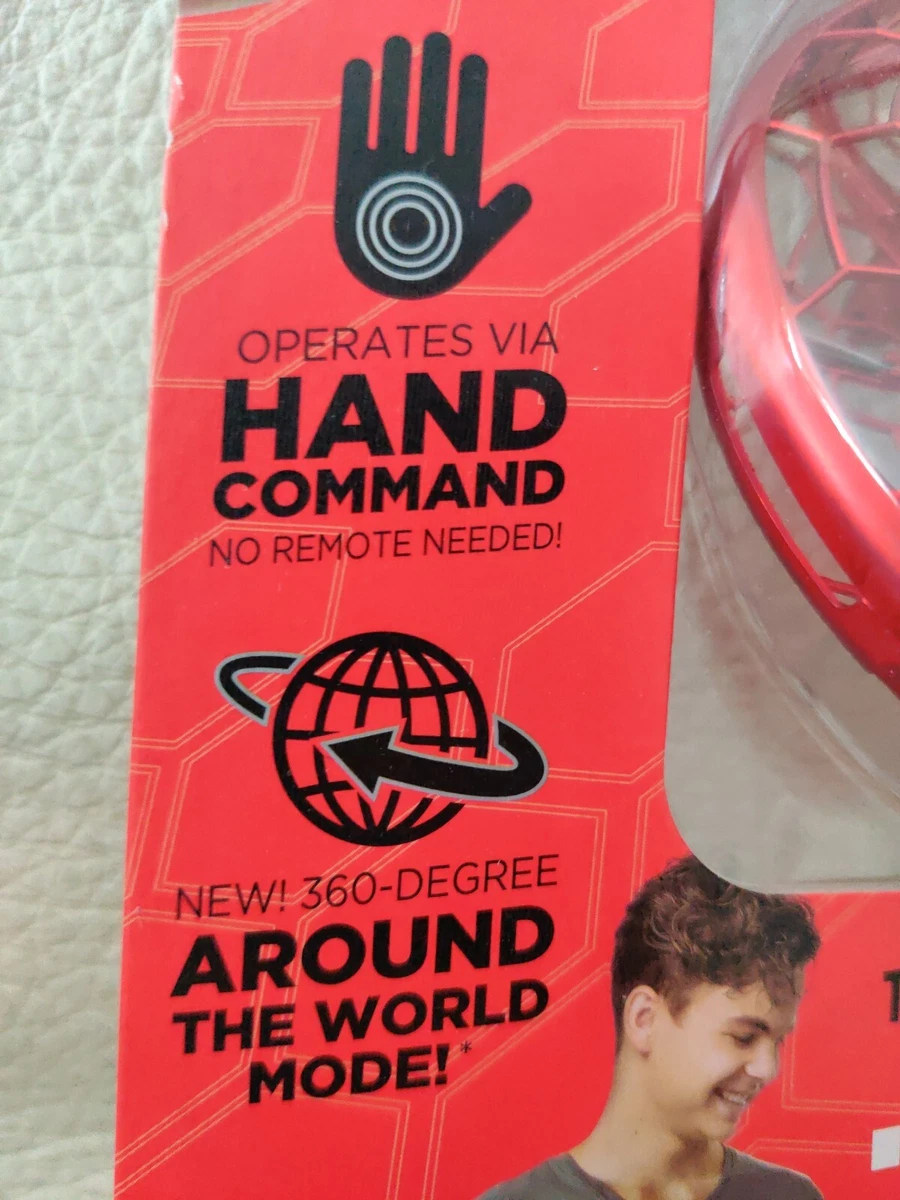 OPERATES VIA
HAND
COMMAND
NO REMOTE NEEDED!
NEW! 360-DEGREE
AROUND
THE WORLD
MODE!*